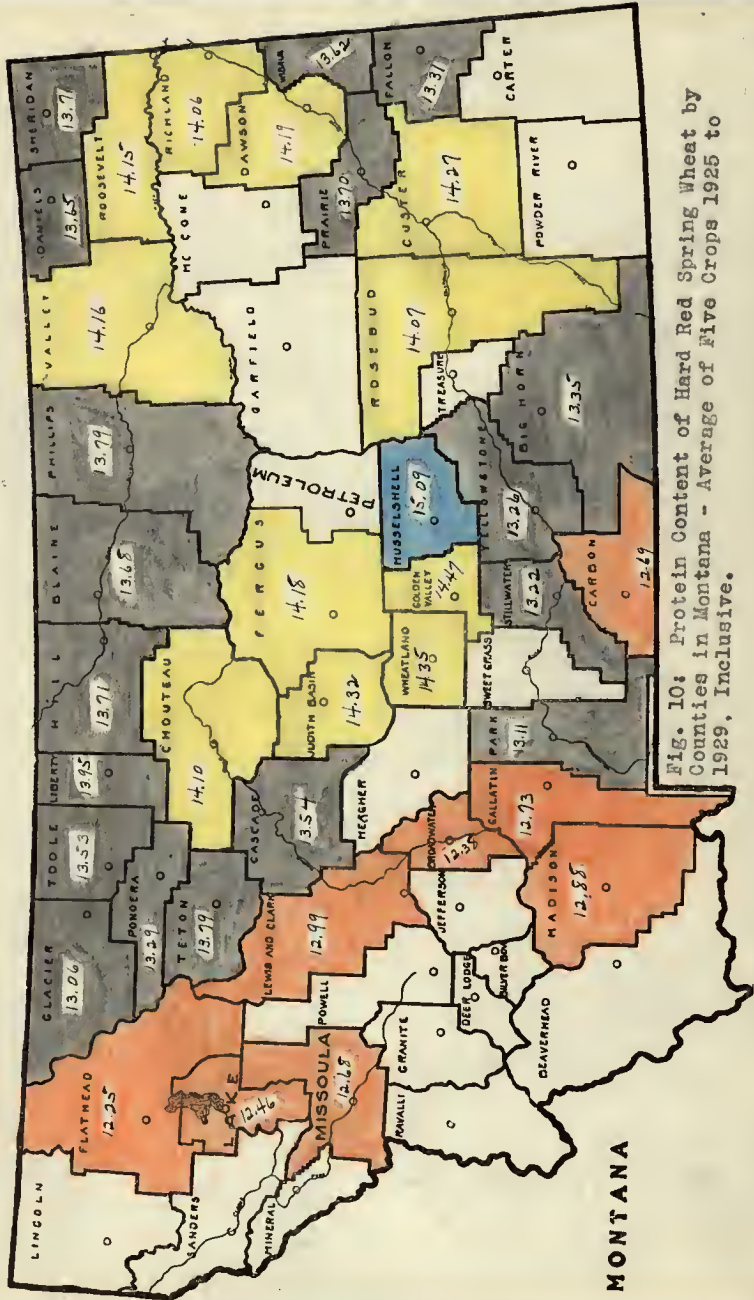 LINCOLN
FLATHEAD
12.25
GLACIER
13.06
TOOLE
13.53
LIBERTY
13.95
HILL
13.71
BLAINE
13.68
PHILLIPS
13.79
VALLEY
14.16
DANIELS
13.65
SHERIDAN
13.71
ROOSEVELT
14.15
RICHLAND
14.06
PONDERA
13.29
TETON
13.79
CHOUTEAU
14.10
SANDERS
LAKE
12.46
MINERAL
MISSOULA
12.68
POWELL
LEWIS AND CLARK
12.99
CASCADE
13.54
JUDITH BASIN
14.32
FERGUS
14.18
PETROLEUM
GARFIELD
MC CONE
DAWSON
14.19
WIBAUX
13.62
PRAIRIE
13.70
FALLON
13.31
RAVALLI
GRANITE
DEER LODGE
SILVER BOW
JEFFERSON
BROADWATER
12.38
MEAGHER
WHEATLAND
14.35
GOLDEN
VALLEY
14.47
MUSSELSHELL
15.09
ROSEBUD
14.07
TREASURE
CUSTER
14.27
CARTER
POWDER RIVER
BEAVERHEAD
MADISON
12.88
GALLATIN
12.73
PARK
13.11
SWEET GRASS
STILLWATER
13.22
YELLOWSTONE
13.26
CARBON
12.69
BIG HORN
13.35
MONTANA
Fig. 10: Protein Content of Hard Red Spring Wheat by
Counties in Montana - Average of Five Crops 1925 to
1929, Inclusive.